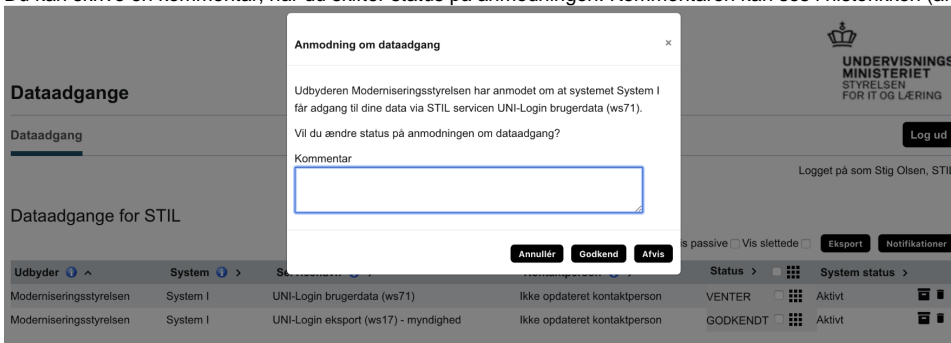 Anmodning om dataadgang ×
Udbyderen Moderniseringsstyrelsen har anmodet om at systemet System I
får adgang til dine data via STIL servicen UNI-Login brugerdata (ws71).
Vil du ændre status på anmodningen om dataadgang?
Kommentar
Annullér Godkend Afvis
UNDERVISNINGS
MINISTERIET
STYRELSEN
FOR IT OG LÆRING
Dataadgange
Dataadgang Log ud
Logget på som Stig Olsen, STIL
Dataadgange for STIL
passive Vis slettede Eksport Notifikationer
Udbyder System Status System status
Moderniseringsstyrelsen System I UNI-Login brugerdata (ws71) Ikke opdateret kontaktperson VENTER Aktivt
Moderniseringsstyrelsen System I UNI-Login eksport (ws17) - myndighed Ikke opdateret kontaktperson GODKENDT Aktivt